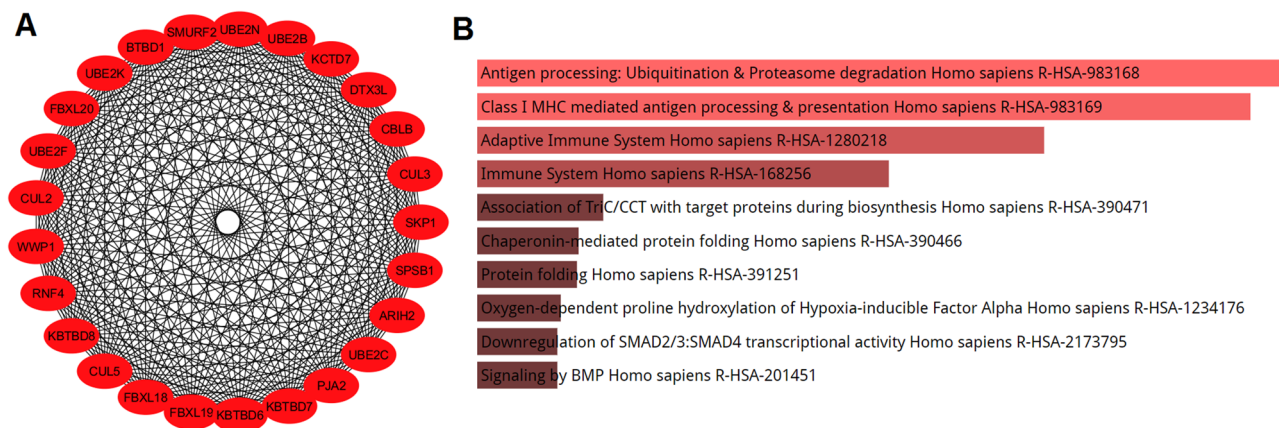 A
SMURF2
UBE2N
UBE2B
KCTD7
DTX3L
CBLB
CUL3
SKP1
SPSB1
ARIH2
UBE2C
PJA2
KBTBD7
KBTBD6
FBXL19
FBXL18
CUL5
KBTBD8
RNF4
WWP1
CUL2
UBE2F
FBXL20
UBE2K
BTBD1
B
Antigen processing: Ubiquitination & Proteasome degradation Homo sapiens R-HSA-983168
Class I MHC mediated antigen processing & presentation Homo sapiens R-HSA-983169
Adaptive Immune System Homo sapiens R-HSA-1280218
Immune System Homo sapiens R-HSA-168256
Association of TriC/CCT with target proteins during biosynthesis Homo sapiens R-HSA-390471
Chaperonin-mediated protein folding Homo sapiens R-HSA-390466
Protein folding Homo sapiens R-HSA-391251
Oxygen-dependent proline hydroxylation of Hypoxia-inducible Factor Alpha Homo sapiens R-HSA-1234176
Downregulation of SMAD2/3:SMAD4 transcriptional activity Homo sapiens R-HSA-2173795
Signaling by BMP Homo sapiens R-HSA-201451